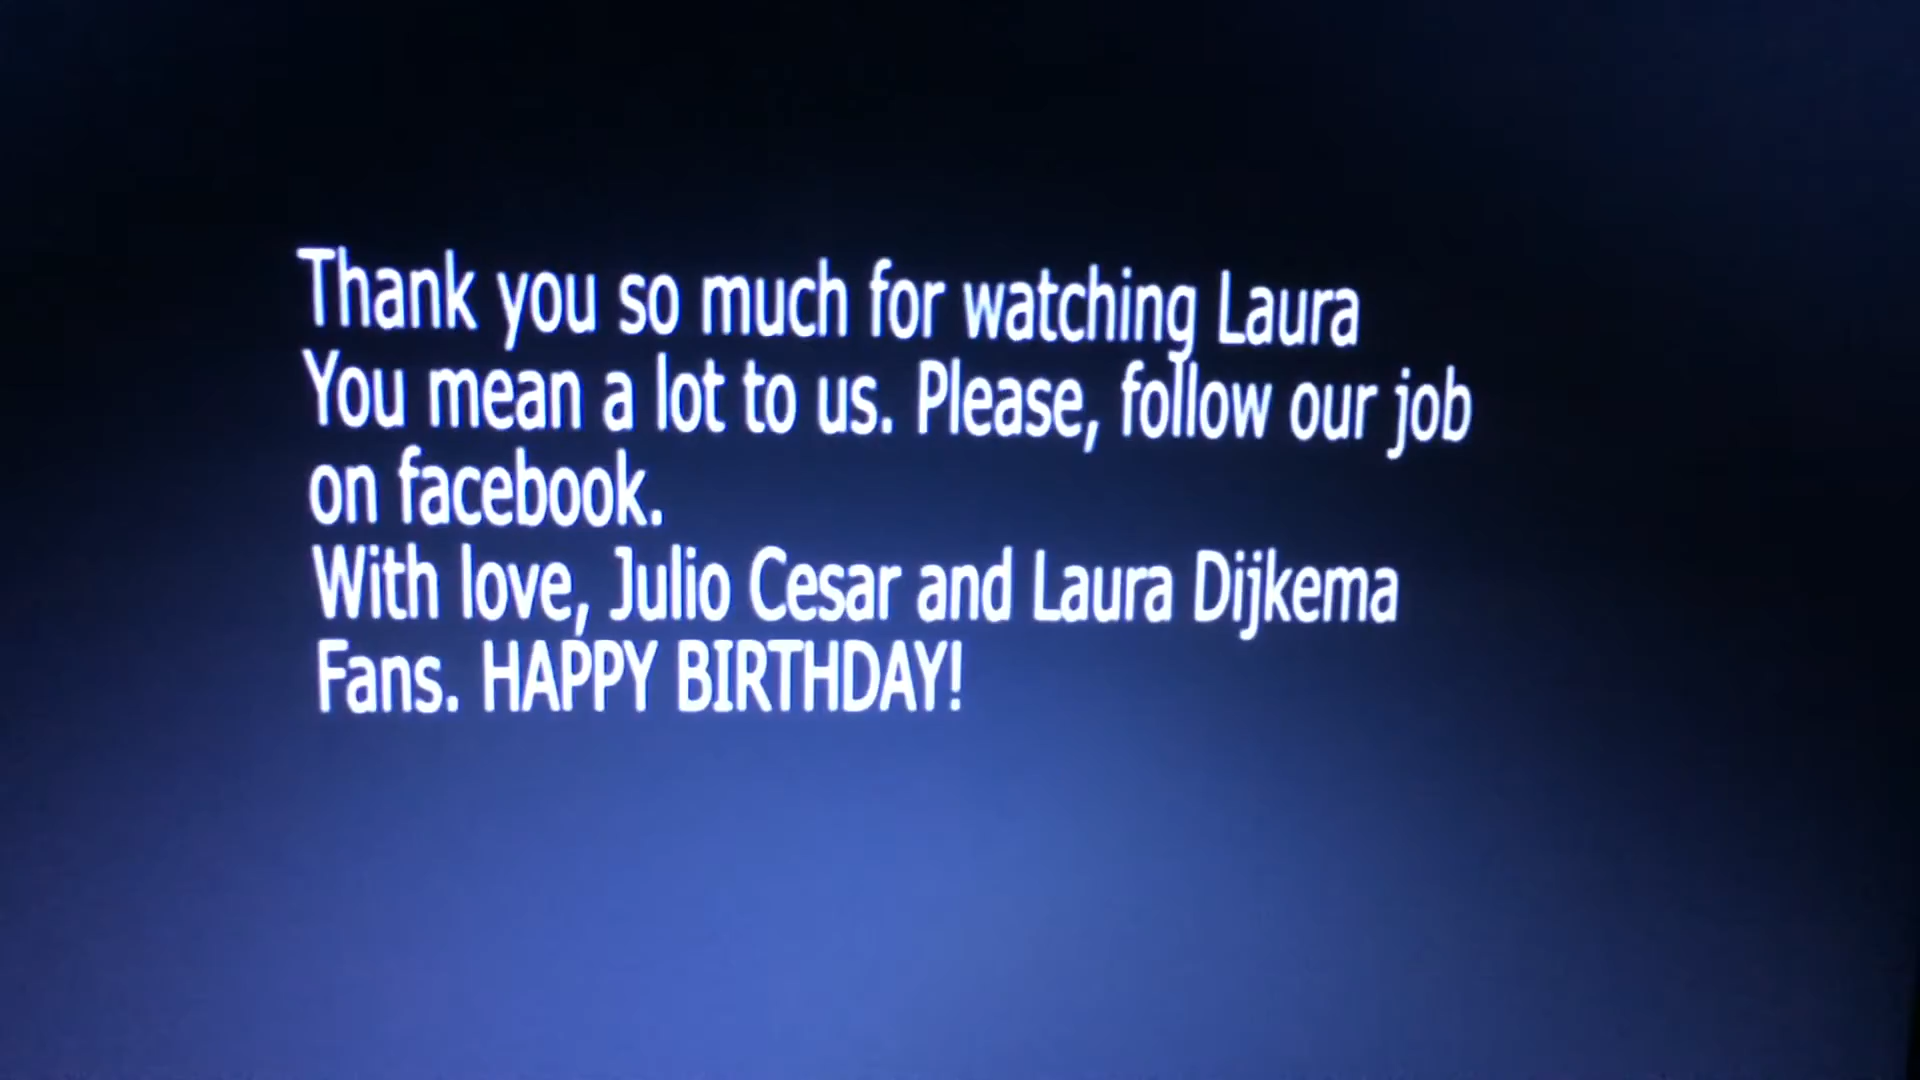 Thank you so much for watching Laura
You mean a lot to us. Please, follow our job
on facebook.
With love, Julio Cesar and Laura Dijkema
Fans. HAPPY BIRTHDAY!